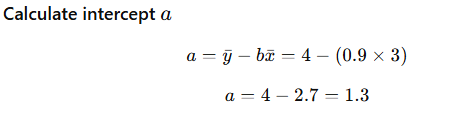 Calculate intercept a
a = ȳ − bx̄ = 4 − (0.9 × 3)
a = 4 − 2.7 = 1.3